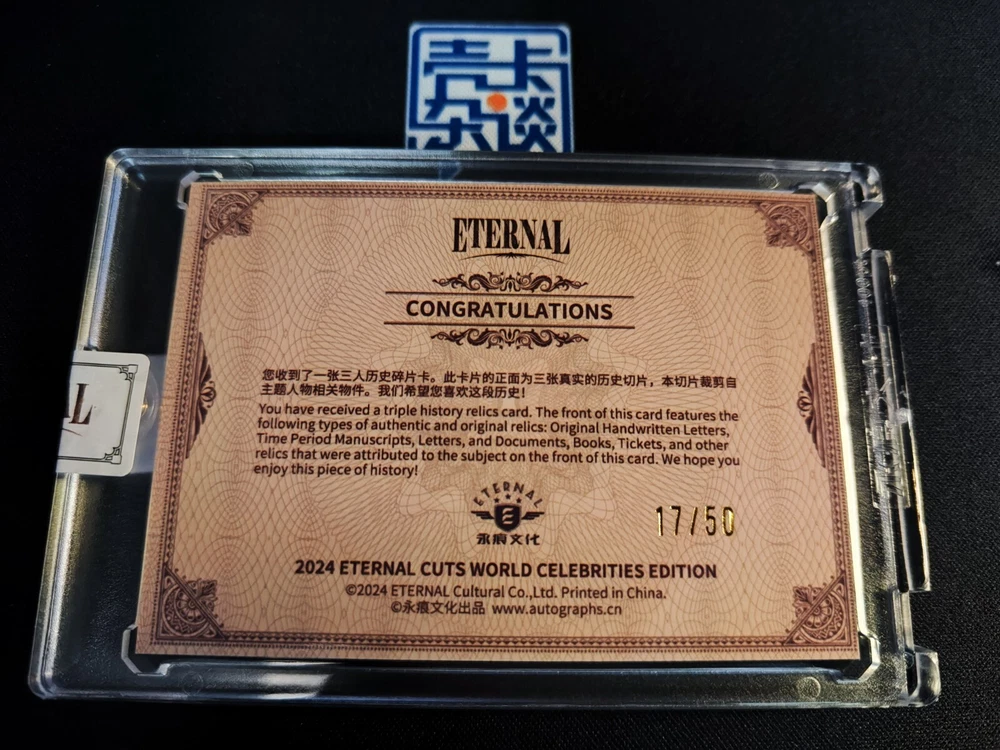 壳卡
杂谈
ETERNAL
CONGRATULATIONS
您收到了一张三人历史碎片卡。此卡片的正面为三张真实的历史切片，本切片裁剪自
主题人物相关物件。我们希望您喜欢这段历史！
You have received a triple history relics card. The front of this card features the
following types of authentic and original relics: Original Handwritten Letters,
Time Period Manuscripts, Letters, and Documents, Books, Tickets, and other
relics that were attributed to the subject on the front of this card. We hope you
enjoy this piece of history!
AL
ETERNAL
永痕文化
17/50
2024 ETERNAL CUTS WORLD CELEBRITIES EDITION
©2024 ETERNAL Cultural Co.,Ltd. Printed in China.
©永痕文化出品 www.autographs.cn